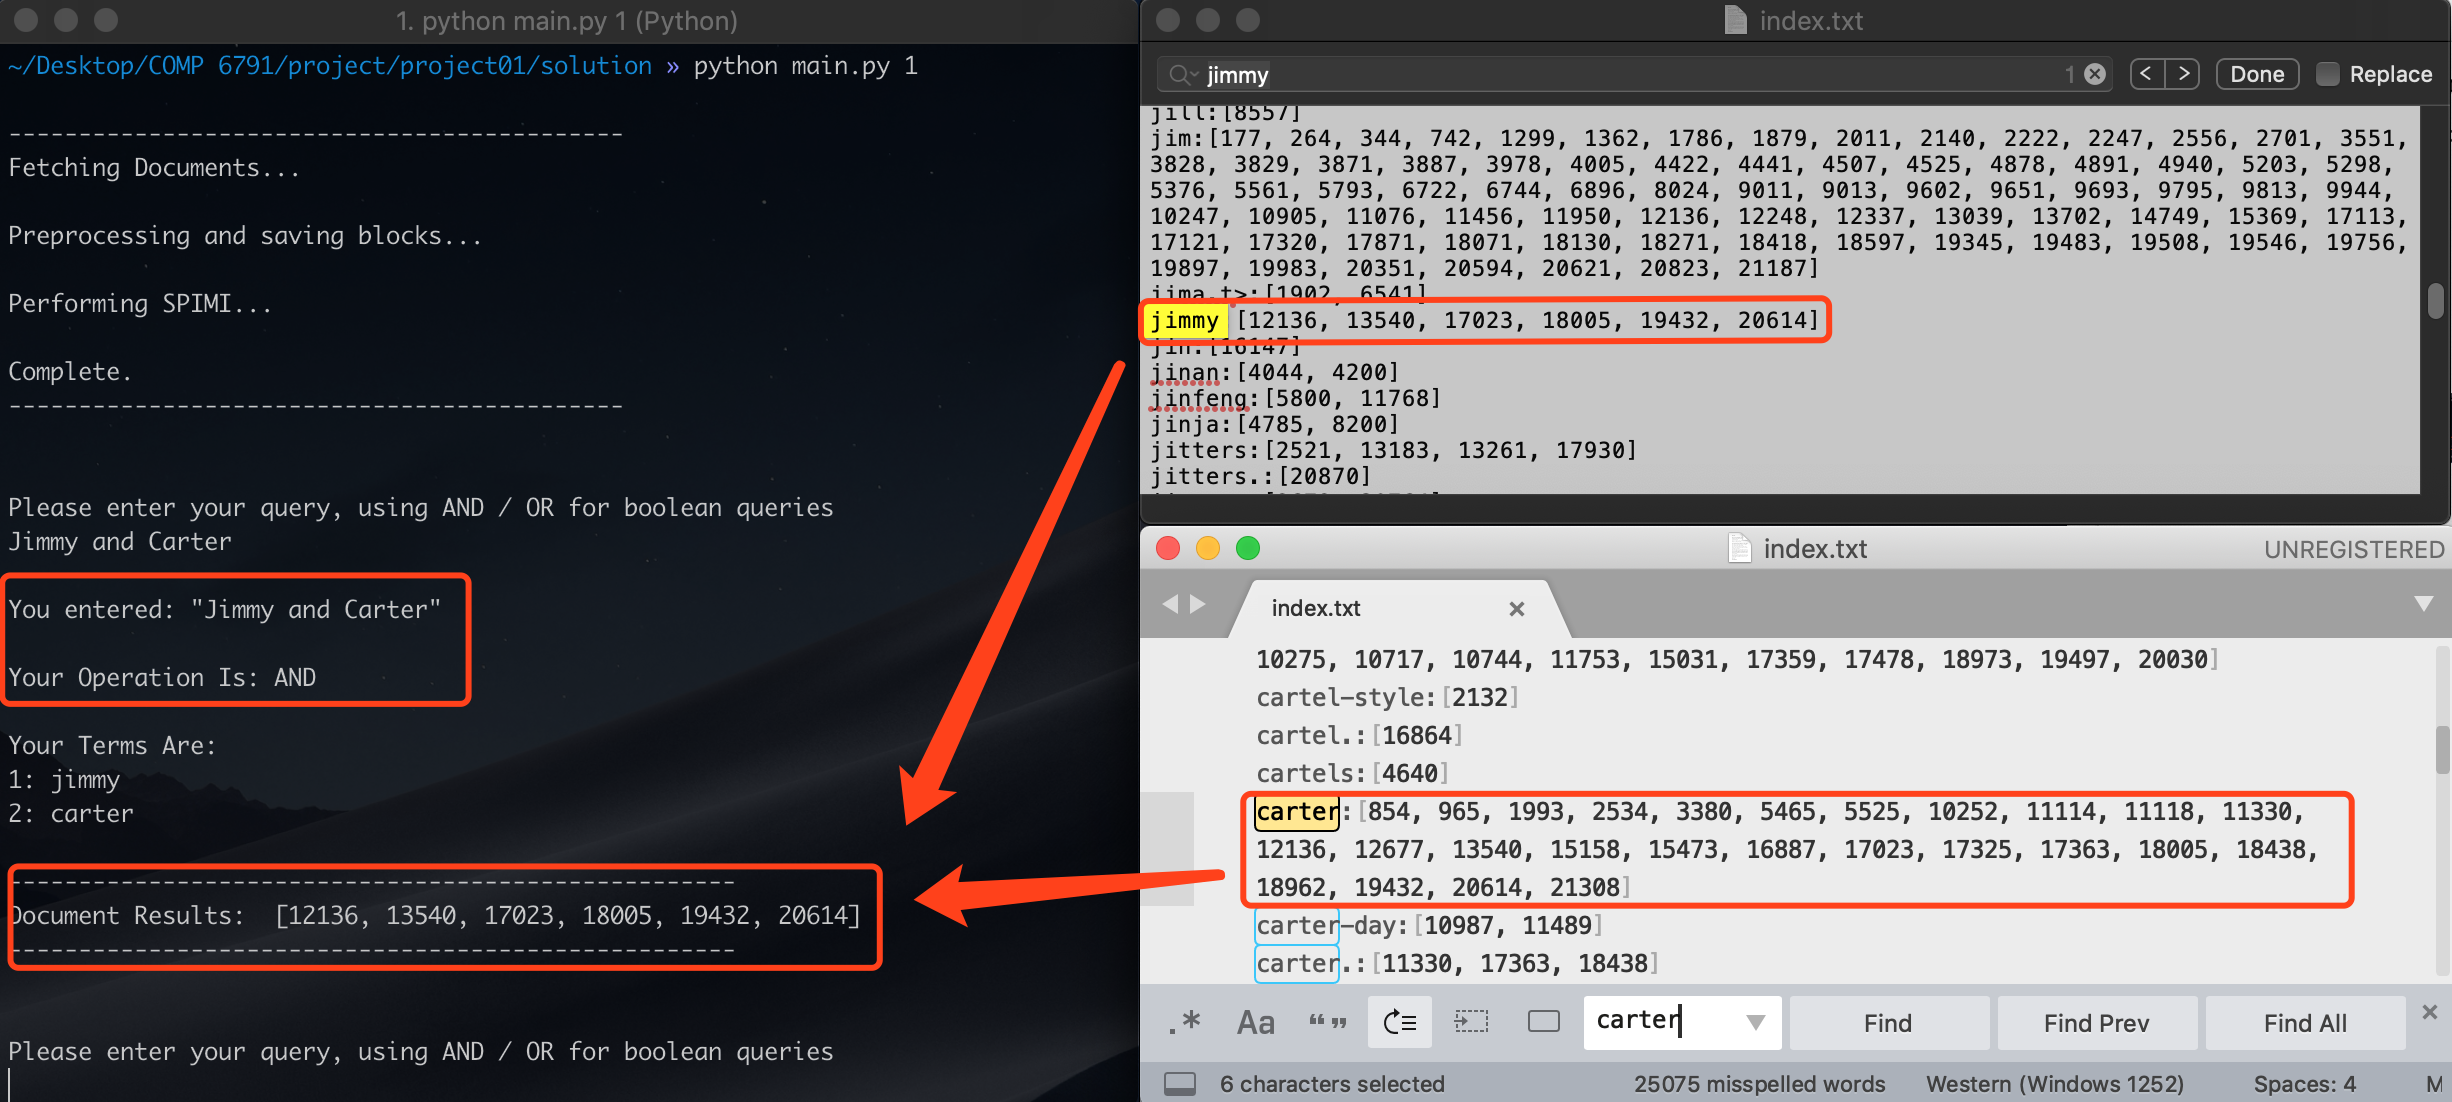 1. python main.py 1 (Python)
~/Desktop/COMP 6791/project/project01/solution » python main.py 1
--------------------------------------------
Fetching Documents...
Preprocessing and saving blocks...
Performing SPIMI...
Complete.
--------------------------------------------
Please enter your query, using AND / OR for boolean queries
Jimmy and Carter
You entered: "Jimmy and Carter"
Your Operation Is: AND
Your Terms Are:
1: jimmy
2: carter
----------------------------------------------------
Document Results:  [12136, 13540, 17023, 18005, 19432, 20614]
----------------------------------------------------
Please enter your query, using AND / OR for boolean queries
index.txt
jimmy
1
Done
Replace
jill:[8557]
jim:[177, 264, 344, 742, 1299, 1362, 1786, 1879, 2011, 2140, 2222, 2247, 2556, 2701, 3551,
3828, 3829, 3871, 3887, 3978, 4005, 4422, 4441, 4507, 4525, 4878, 4891, 4940, 5203, 5298,
5376, 5561, 5793, 6722, 6744, 6896, 8024, 9011, 9013, 9602, 9651, 9693, 9795, 9813, 9944,
10247, 10905, 11076, 11456, 11950, 12136, 12248, 12337, 13039, 13702, 14749, 15369, 17113,
17121, 17320, 17871, 18071, 18130, 18271, 18418, 18597, 19345, 19483, 19508, 19546, 19756,
19897, 19983, 20351, 20594, 20621, 20823, 21187]
jima.t>:[1902, 6541]
jimmy [12136, 13540, 17023, 18005, 19432, 20614]
jin:[16147]
jinan:[4044, 4200]
jinfeng:[5800, 11768]
jinja:[4785, 8200]
jitters:[2521, 13183, 13261, 17930]
jitters.:[20870]
index.txt
UNREGISTERED
index.txt
10275, 10717, 10744, 11753, 15031, 17359, 17478, 18973, 19497, 20030]
cartel-style:[2132]
cartel.:[16864]
cartels:[4640]
carter:[854, 965, 1993, 2534, 3380, 5465, 5525, 10252, 11114, 11118, 11330,
12136, 12677, 13540, 15158, 15473, 16887, 17023, 17325, 17363, 18005, 18438,
18962, 19432, 20614, 21308]
carter-day:[10987, 11489]
carter.:[11330, 17363, 18438]
.* Aa “” carter Find Find Prev Find All
6 characters selected
25075 misspelled words
Western (Windows 1252)
Spaces: 4